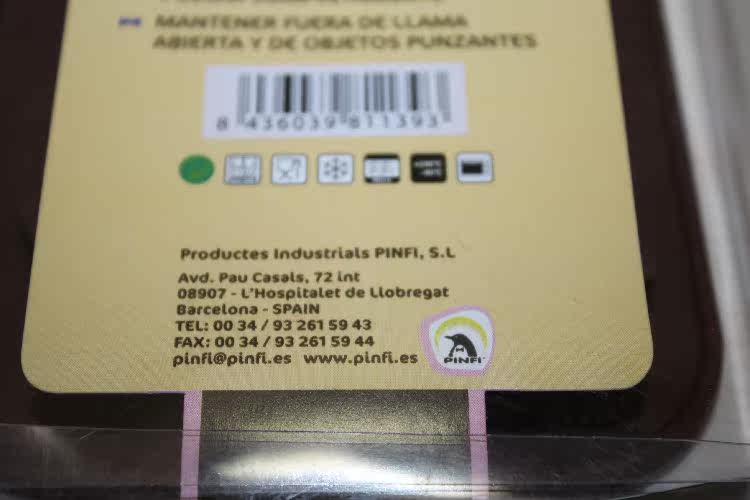 MANTENER FUERA DE LLAMA
ABIERTA Y DE OBJETOS PUNZANTES
8 436039 811393
Productes Industrials PINFI, S.L
Avd. Pau Casals, 72 int
08907 - L'Hospitalet de Llobregat
Barcelona - SPAIN
TEL: 00 34 / 93 261 59 43
FAX: 00 34 / 93 261 59 44
pinfi@pinfi.es www.pinfi.es
PINFI